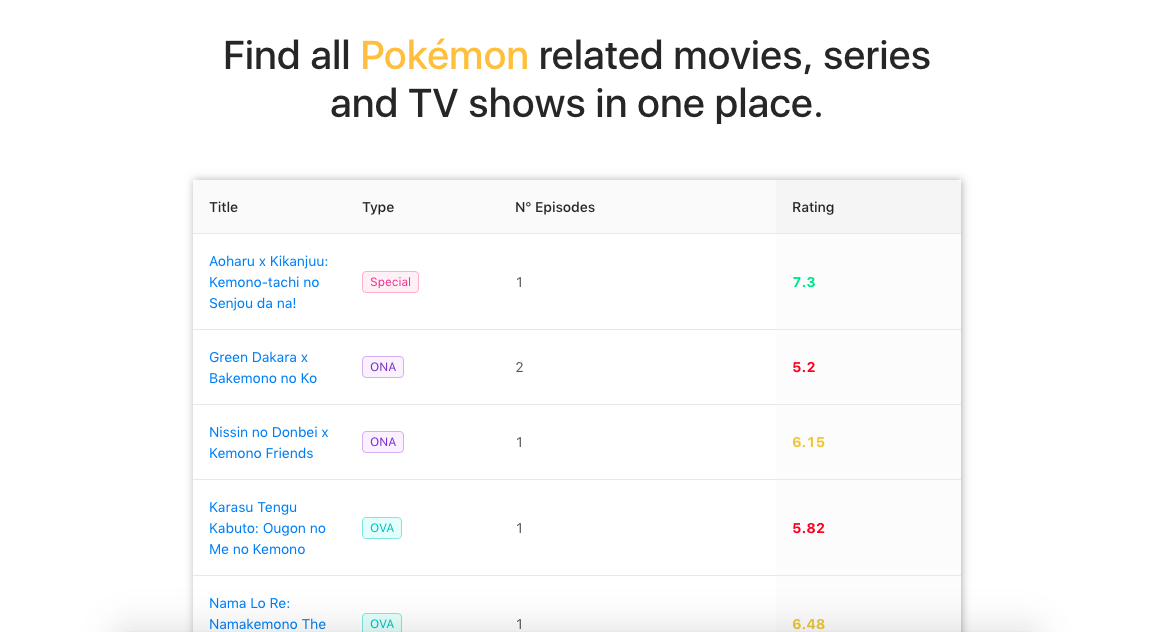 Find all Pokémon related movies, series
and TV shows in one place.
Title Type N° Episodes Rating
Aoharu x Kikanjuu:
Kemono-tachi no Special 1 7.3
Senjou da na!
Green Dakara x
Bakemono no Ko ONA 2 5.2
Nissin no Donbei x
Kemono Friends ONA 1 6.15
Karasu Tengu
Kabuto: Ougon no OVA 1 5.82
Me no Kemono
Nama Lo Re:
Namakemono The OVA 1 6.48